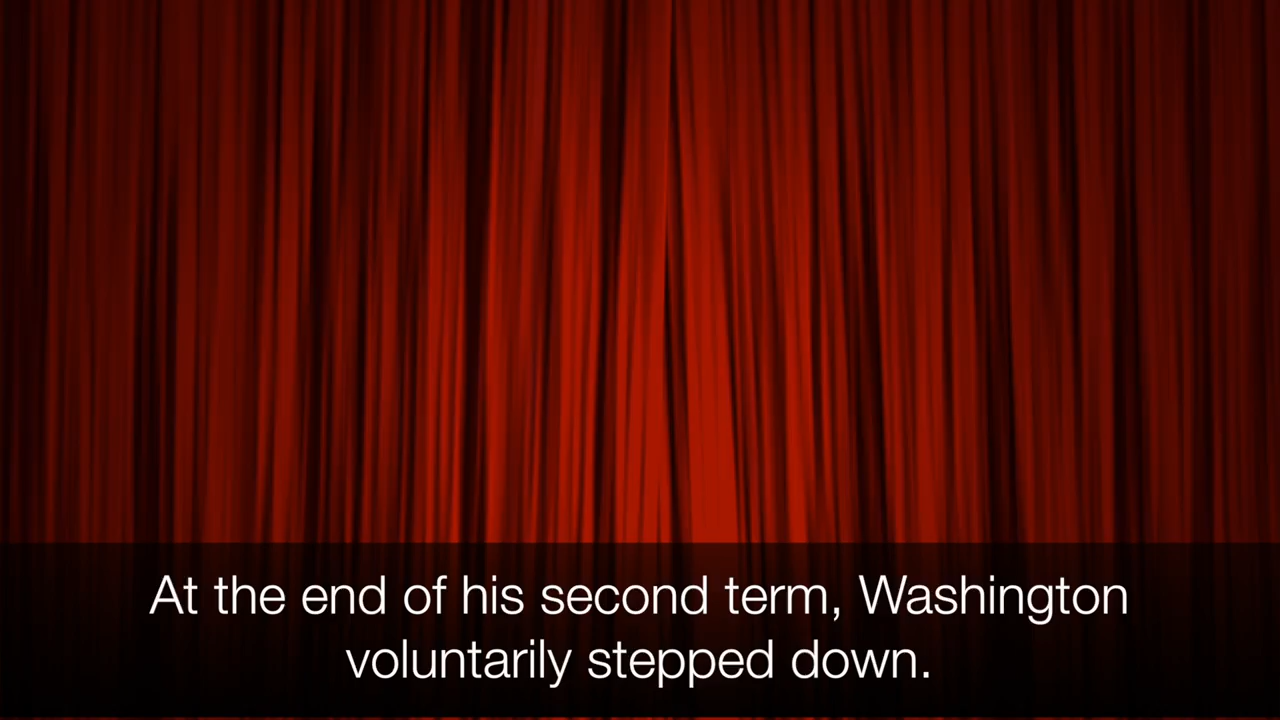 At the end of his second term, Washington
voluntarily stepped down.